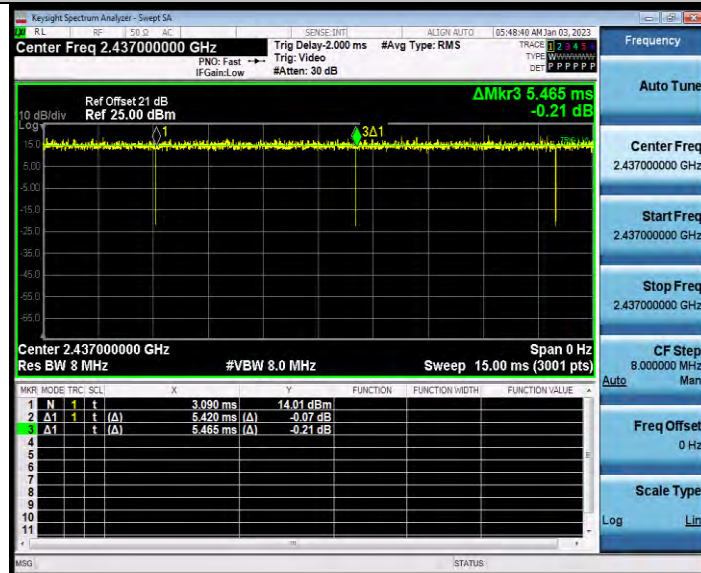 Keysight Spectrum Analyzer - Swept SA
RL RF 50 Ω AC SENSE:INT ALIGN AUTO 05:48:40 AM Jan 03, 2023
Center Freq 2.437000000 GHz
PNO: Fast
IFGain:Low
Trig Delay-2.000 ms #Avg Type: RMS
Trig: Video
#Atten: 30 dB
TRACE 1 2 3 4 5 6
TYPE W
DET P P P P P P
ΔMkr3 5.465 ms
-0.21 dB
Ref Offset 21 dB
10 dB/div Ref 25.00 dBm
Log
1
3Δ1
15.0
5.00
-5.00
-15.0
-25.0
-35.0
-45.0
-55.0
-65.0
Center 2.437000000 GHz Span 0 Hz
Res BW 8 MHz #VBW 8.0 MHz Sweep 15.00 ms (3001 pts)
MKR MODE TRC SCL X Y FUNCTION FUNCTION WIDTH FUNCTION VALUE
1 N 1 t 3.090 ms 14.01 dBm
2 Δ1 1 t (Δ) 5.420 ms (Δ) -0.07 dB
3 Δ1 t (Δ) 5.465 ms (Δ) -0.21 dB
4
5
6
7
8
9
10
11
MSG STATUS
Frequency
Auto Tune
Center Freq
2.437000000 GHz
Start Freq
2.437000000 GHz
Stop Freq
2.437000000 GHz
CF Step
8.000000 MHz
Auto Man
Freq Offset
0 Hz
Scale Type
Log Lin